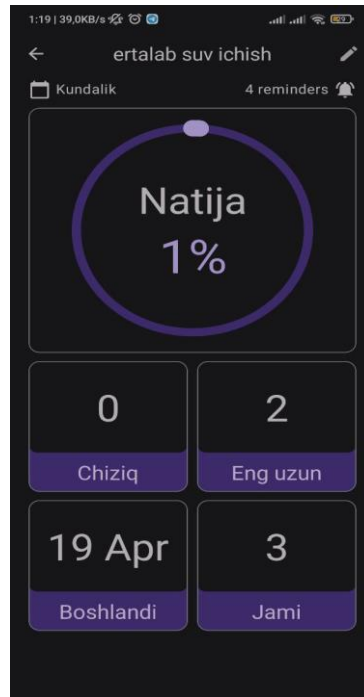 1:19 | 39,0KB/s
ertalab suv ichish
Kundalik 4 reminders
Natija
1%
0 2
Chiziq Eng uzun
19 Apr 3
Boshlandi Jami